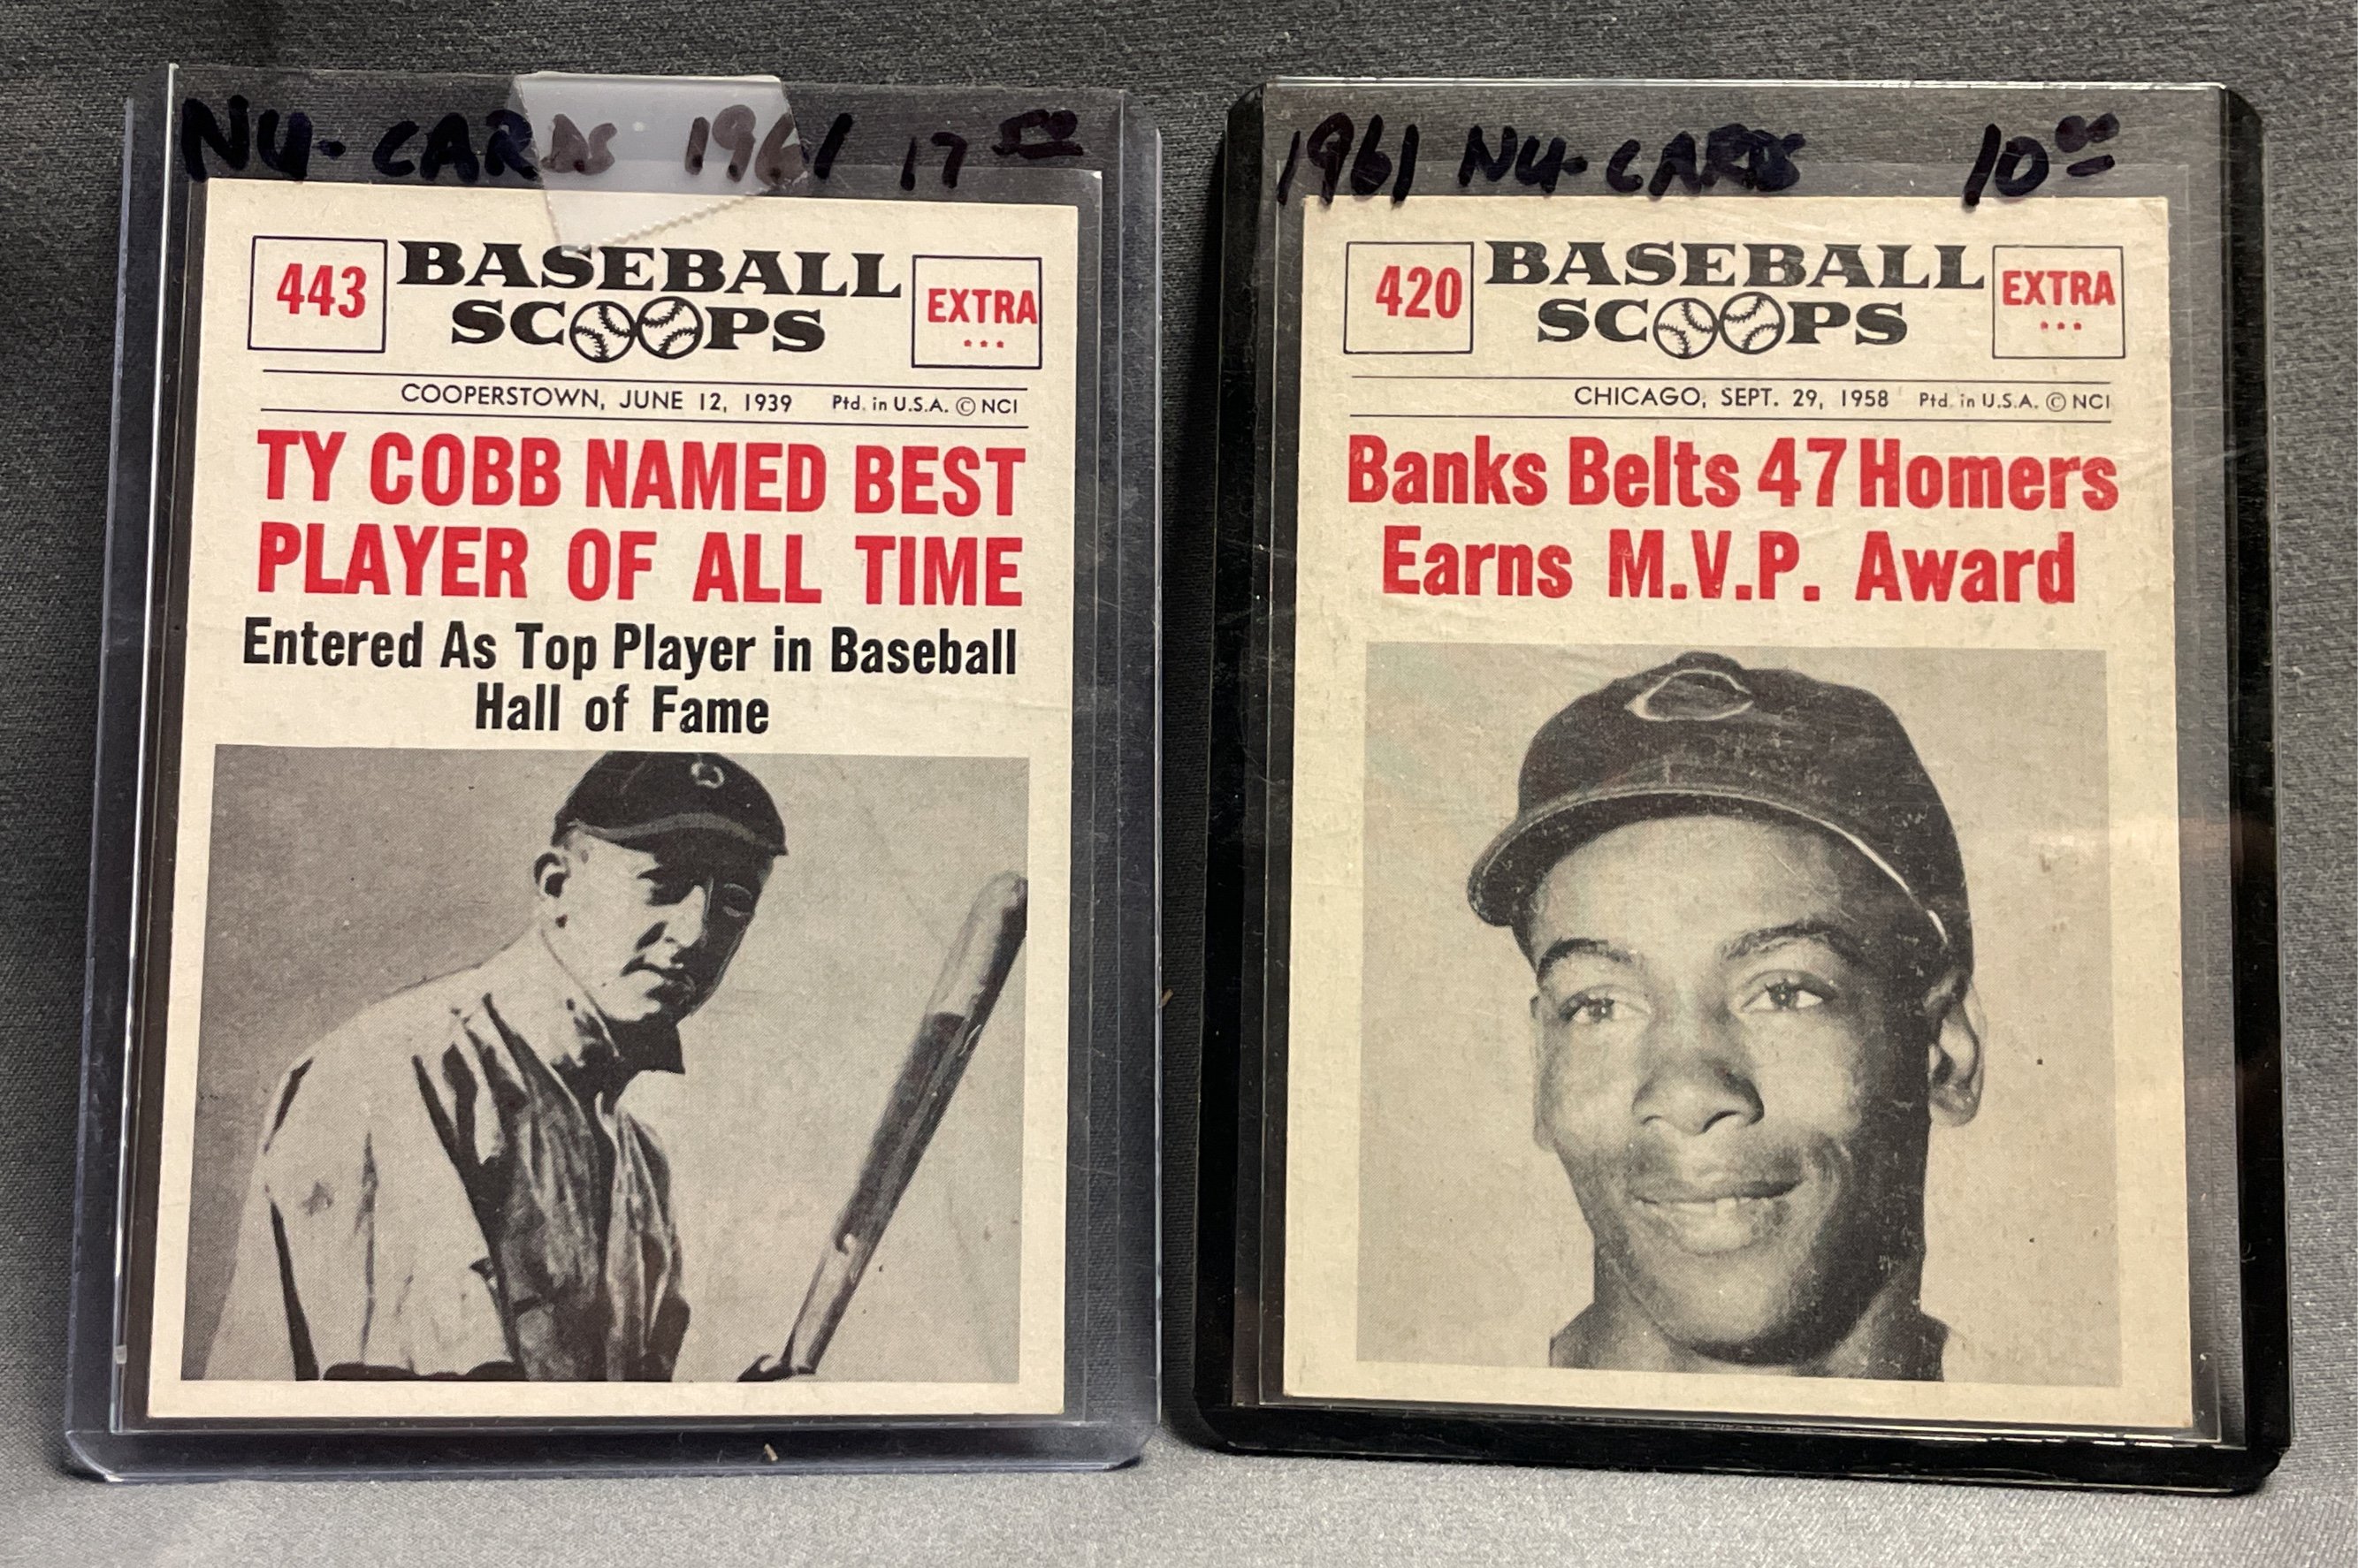 NU-CARDS 1961 17 50
443
BASEBALL
SCOOPS
EXTRA
...
COOPERSTOWN, JUNE 12, 1939 Ptd. in U.S.A. © NCI
TY COBB NAMED BEST
PLAYER OF ALL TIME
Entered As Top Player in Baseball
Hall of Fame
1961 NU-CARDS 10 00
420
BASEBALL
SCOOPS
EXTRA
...
CHICAGO, SEPT. 29, 1958 Ptd. in U.S.A. © NCI
Banks Belts 47 Homers
Earns M.V.P. Award
C